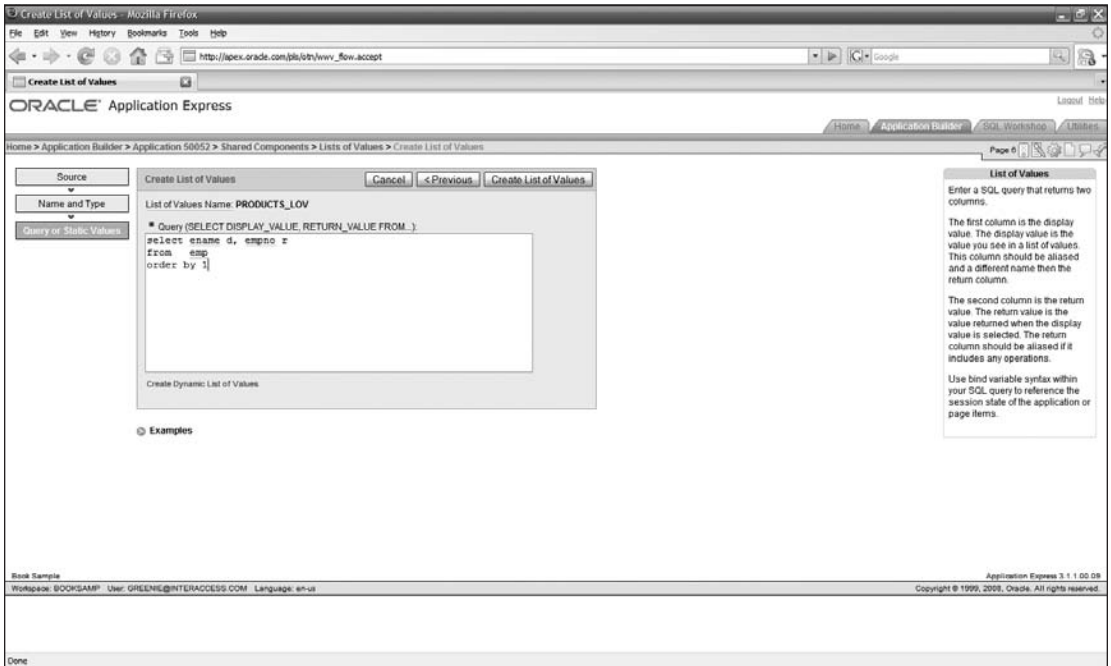 Create List of Values - Mozilla Firefox
File Edit View History Bookmarks Tools Help
http://apex.oracle.com/pls/otn/wwv_flow.accept
Google
Create List of Values
ORACLE Application Express
Logout Help
Home Application Builder SQL Workshop Utilities
Home > Application Builder > Application 50052 > Shared Components > Lists of Values > Create List of Values
Page 6
Source
Name and Type
Query or Static Values
Create List of Values
Cancel
< Previous
Create List of Values
List of Values Name: PRODUCTS_LOV
* Query (SELECT DISPLAY_VALUE, RETURN_VALUE FROM...):
select ename d, empno r
from emp
order by 1
Create Dynamic List of Values.
Examples
List of Values
Enter a SQL query that returns two
columns.
The first column is the display
value. The display value is the
value you see in a list of values.
This column should be aliased
and a different name then the
return column.
The second column is the return
value. The return value is the
value returned when the display
value is selected. The return
column should be aliased if it
includes any operations.
Use bind variable syntax within
your SQL query to reference the
session state of the application or
page items.
Book Sample
Application Express 3.1.1.00.09
Workspace: BOOKSAMP User: GREENIE@INTERACCESS.COM Language: en-us
Copyright © 1999, 2008, Oracle. All rights reserved.
Done